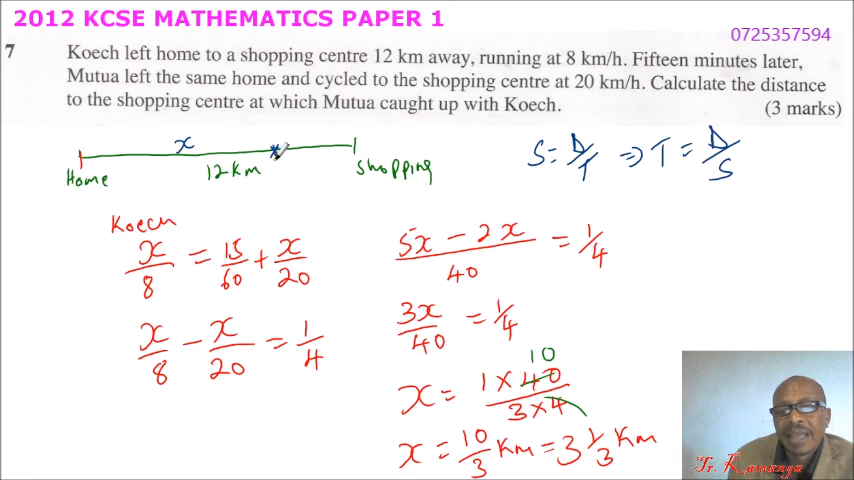 2012 KCSE MATHEMATICS PAPER 1
0725357594
7 Koech left home to a shopping centre 12 km away, running at 8 km/h. Fifteen minutes later,
Mutua left the same home and cycled to the shopping centre at 20 km/h. Calculate the distance
to the shopping centre at which Mutua caught up with Koech. (3 marks)
x
Home 12 Km Shopping
S = D/T ⇒ T = D/S
Koech
x/8 = 15/60 + x/20
x/8 − x/20 = 1/4
5x − 2x/40 = 1/4
3x/40 = 1/4
10
x = 1 × 40/3 × 4
x = 10/3 Km = 3 1/3 Km
Tr. Kamanga